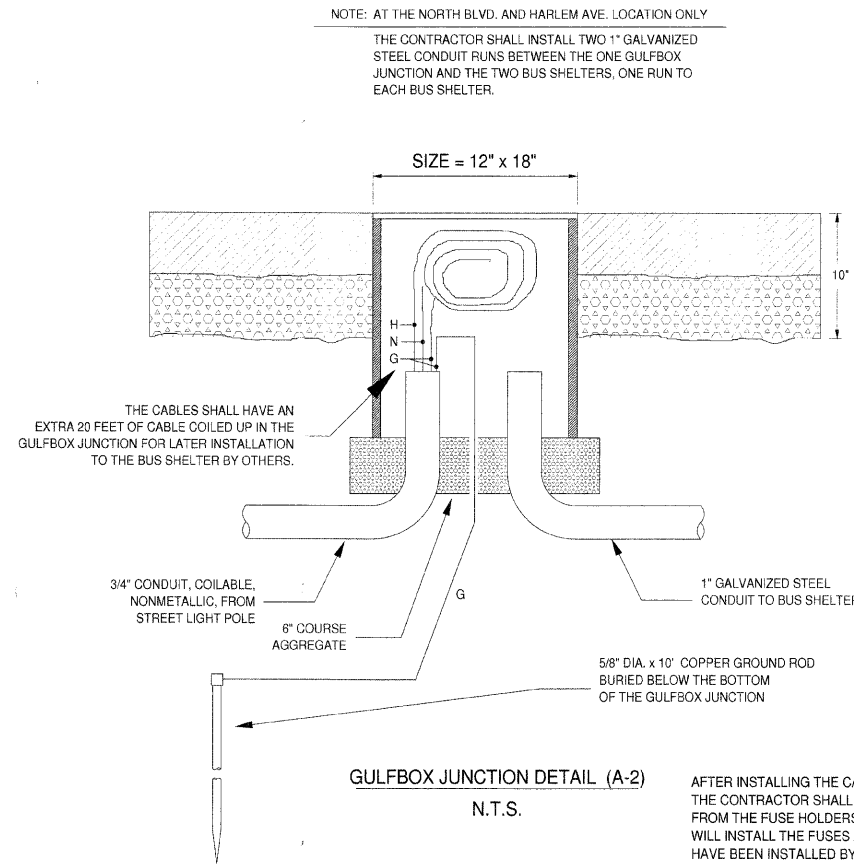 NOTE: AT THE NORTH BLVD. AND HARLEM AVE. LOCATION ONLY
THE CONTRACTOR SHALL INSTALL TWO 1" GALVANIZED
STEEL CONDUIT RUNS BETWEEN THE ONE GULFBOX
JUNCTION AND THE TWO BUS SHELTERS, ONE RUN TO
EACH BUS SHELTER.
SIZE = 12" x 18"
10"
H
N
G
THE CABLES SHALL HAVE AN
EXTRA 20 FEET OF CABLE COILED UP IN THE
GULFBOX JUNCTION FOR LATER INSTALLATION
TO THE BUS SHELTER BY OTHERS.
3/4" CONDUIT, COILABLE,
NONMETALLIC, FROM
STREET LIGHT POLE
6" COURSE
AGGREGATE
G
1" GALVANIZED STEEL
CONDUIT TO BUS SHELTER
5/8" DIA. x 10' COPPER GROUND ROD
BURIED BELOW THE BOTTOM
OF THE GULFBOX JUNCTION
GULFBOX JUNCTION DETAIL (A-2)
N.T.S.
AFTER INSTALLING THE
THE CONTRACTOR SHALL
FROM THE FUSE HOLDERS
WILL INSTALL THE FUSES
HAVE BEEN INSTALLED BY